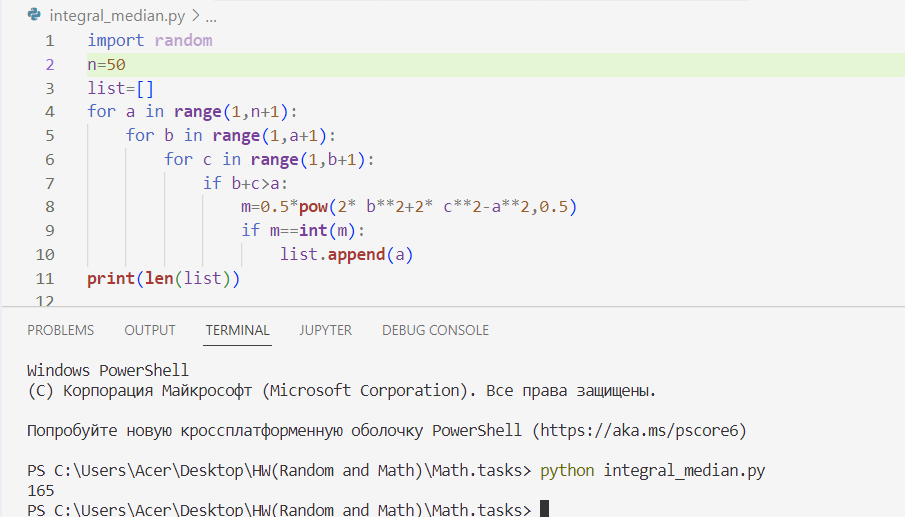 integral_median.py > ...
1 import random
2 n=50
3 list=[]
4 for a in range(1,n+1):
5     for b in range(1,a+1):
6         for c in range(1,b+1):
7             if b+c>a:
8                 m=0.5*pow(2* b**2+2* c**2-a**2,0.5)
9                 if m==int(m):
10                     list.append(a)
11 print(len(list))
12
PROBLEMS OUTPUT TERMINAL JUPYTER DEBUG CONSOLE
Windows PowerShell
(C) Корпорация Майкрософт (Microsoft Corporation). Все права защищены.
Попробуйте новую кроссплатформенную оболочку PowerShell (https://aka.ms/pscore6)
PS C:\Users\Acer\Desktop\HW(Random and Math)\Math.tasks> python integral_median.py
165
PS C:\Users\Acer\Desktop\HW(Random and Math)\Math.tasks>